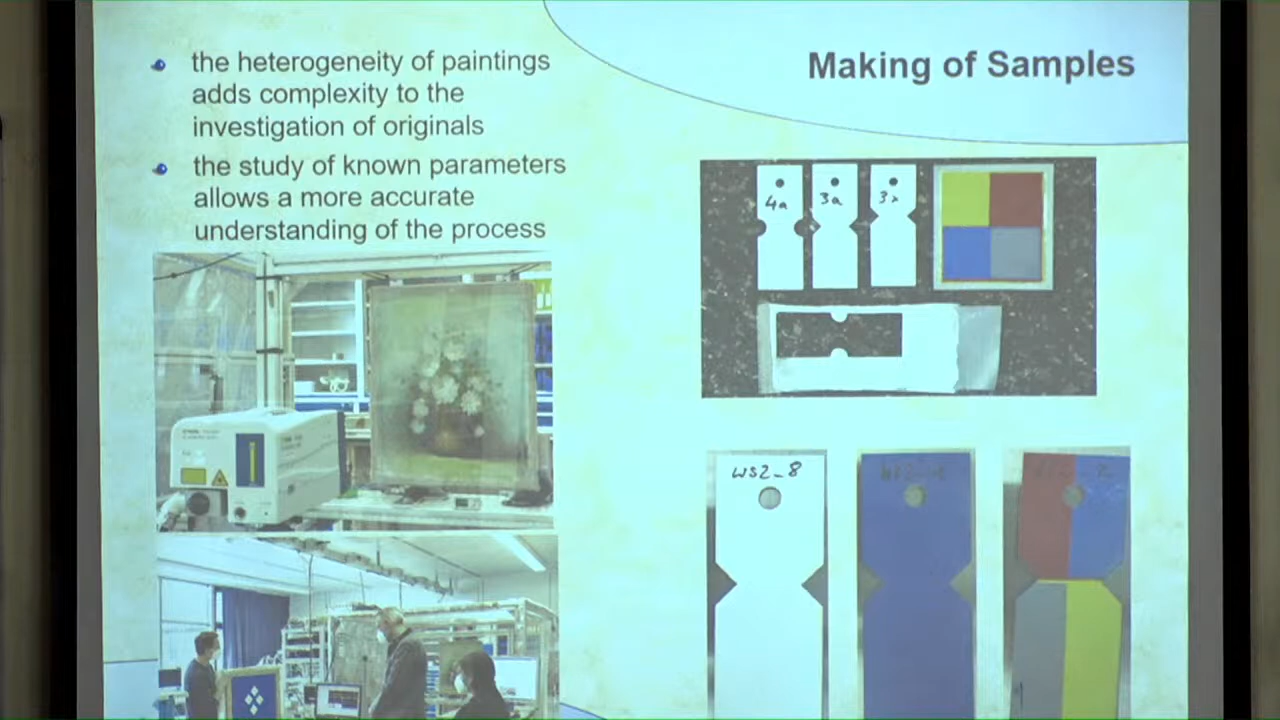 the heterogeneity of paintings
adds complexity to the
investigation of originals
the study of known parameters
allows a more accurate
understanding of the process
Making of Samples
4a
3a
WS2_8